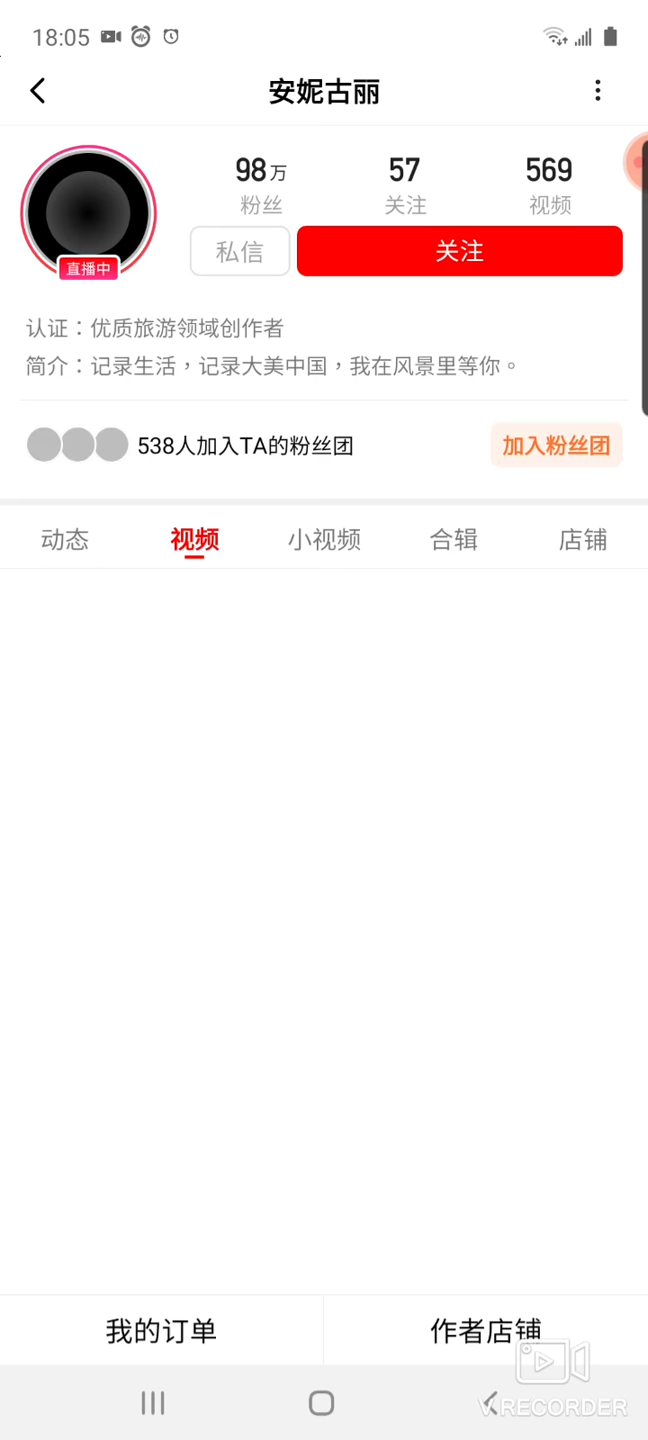 18:05
安妮古丽
98万
57
569
粉丝
关注
视频
私信
关注
直播中
认证：优质旅游领域创作者
简介：记录生活，记录大美中国，我在风景里等你。
538人加入TA的粉丝团
加入粉丝团
动态
视频
小视频
合辑
店铺
我的订单
作者店铺
V RECORDER